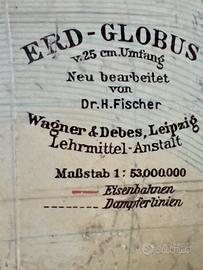 ERD-GLOBUS
v. 25 cm. Umfang
Neu bearbeitet
von
Dr. H. Fischer
Wagner & Debes, Leipzig
Lehrmittel-Anstalt
Maßstab 1 : 53,000.000
Eisenbahnen
Dampferlinien
subito